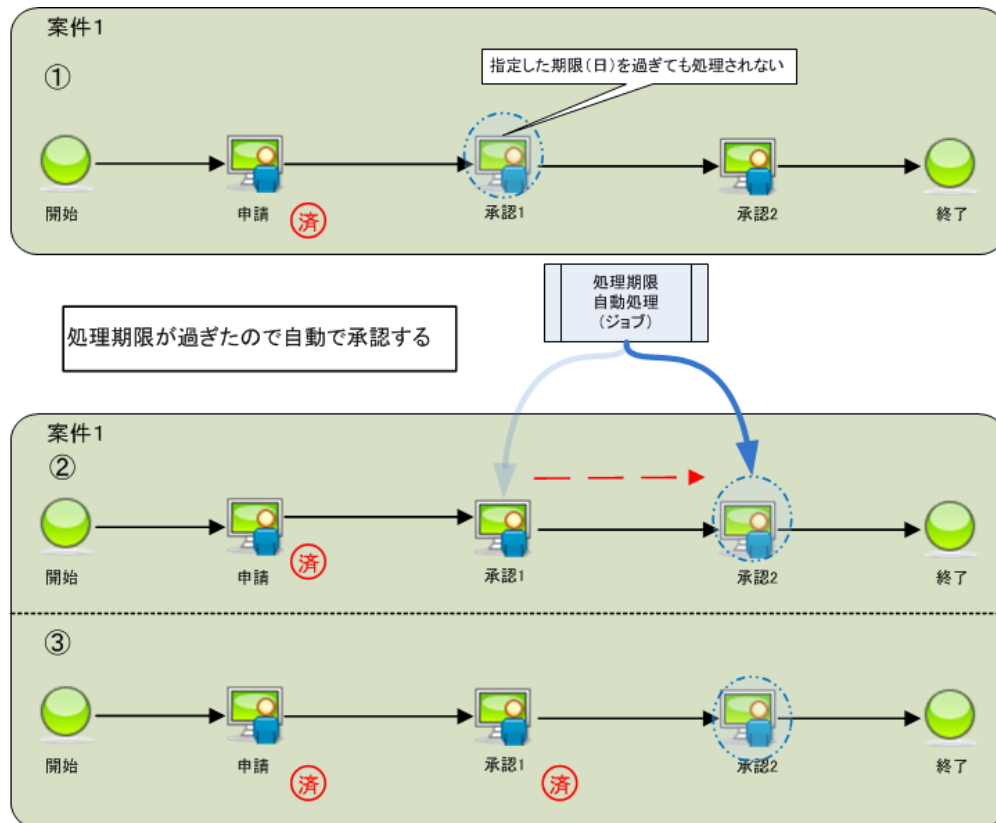 案件1
①
指定した期限(日)を過ぎても処理されない
開始
申請
済
承認1
承認2
終了
処理期限
自動処理
(ジョブ)
処理期限が過ぎたので自動で承認する
案件1
②
開始
申請
済
承認1
承認2
終了
③
開始
申請
済
承認1
済
承認2
終了